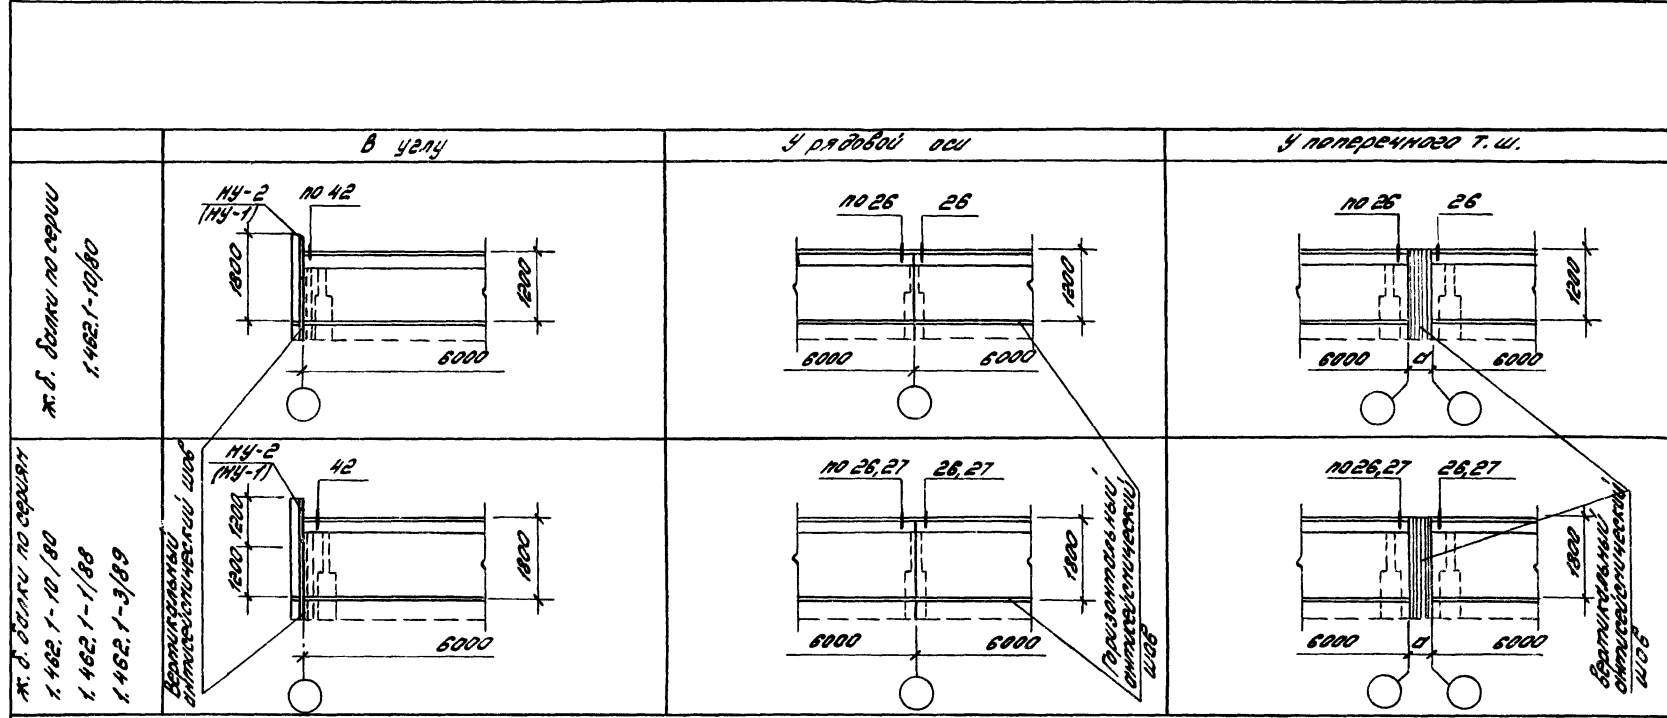 В углу
У рядовой оси
У поперечного т.ш.
ж.б. балки по серии
1.462.1-10/80
МУ-2
(МУ-1)
по 42
1800
1200
6000
по 26
26
1200
6000
6000
по 26
26
1200
6000
а
6000
ж.б. балки по сериям
1.462.1-10/80
1.462.1-1/88
1.462.1-3/89
Вертикальный
антисейсмический шов
МУ-2
(МУ-1)
42
1200
1200
1800
6000
по 26,27
26,27
1800
6000
6000
Горизонтальный
антисейсмический
шов
по 26,27
26,27
1800
6000
а
6000
Вертикальный
антисейсмический
шов